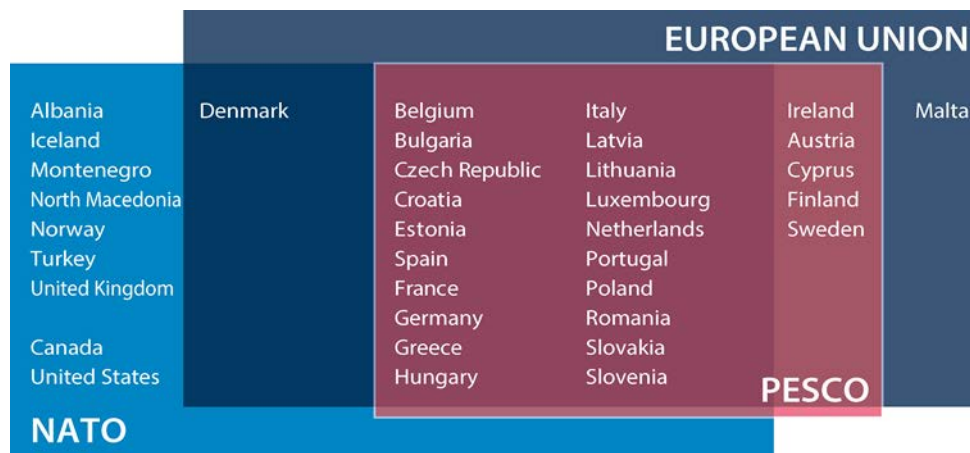 EUROPEAN UNION
Albania
Iceland
Montenegro
North Macedonia
Norway
Turkey
United Kingdom
Canada
United States
Denmark
Belgium
Bulgaria
Czech Republic
Croatia
Estonia
Spain
France
Germany
Greece
Hungary
Italy
Latvia
Lithuania
Luxembourg
Netherlands
Portugal
Poland
Romania
Slovakia
Slovenia
Ireland
Austria
Cyprus
Finland
Sweden
Malta
PESCO
NATO